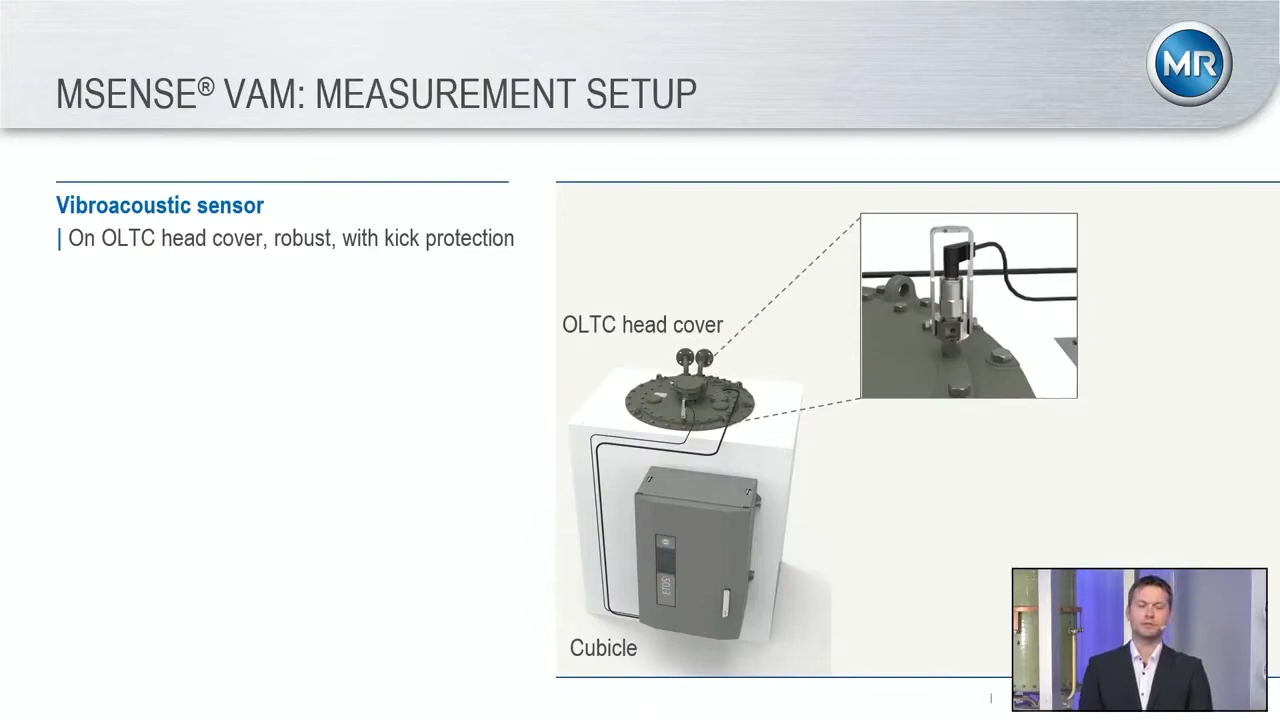 MSENSE® VAM: MEASUREMENT SETUP
MR
Vibroacoustic sensor
On OLTC head cover, robust, with kick protection
OLTC head cover
ETOS
Cubicle